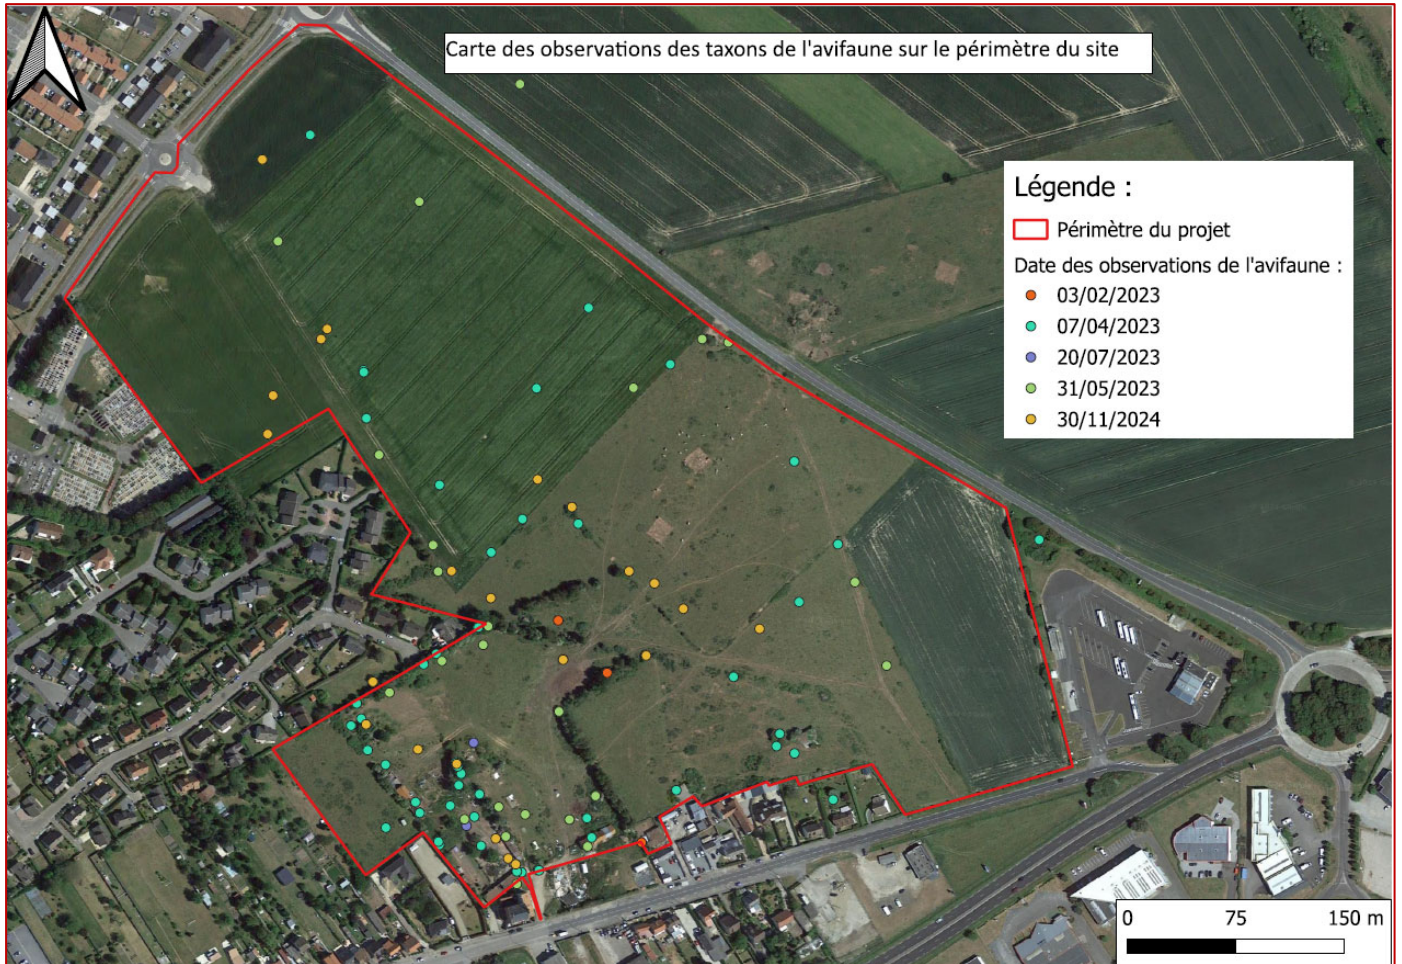 Carte des observations des taxons de l'avifaune sur le périmètre du site
Légende :
Périmètre du projet
Date des observations de l'avifaune :
03/02/2023
07/04/2023
20/07/2023
31/05/2023
30/11/2024
0 75 150 m